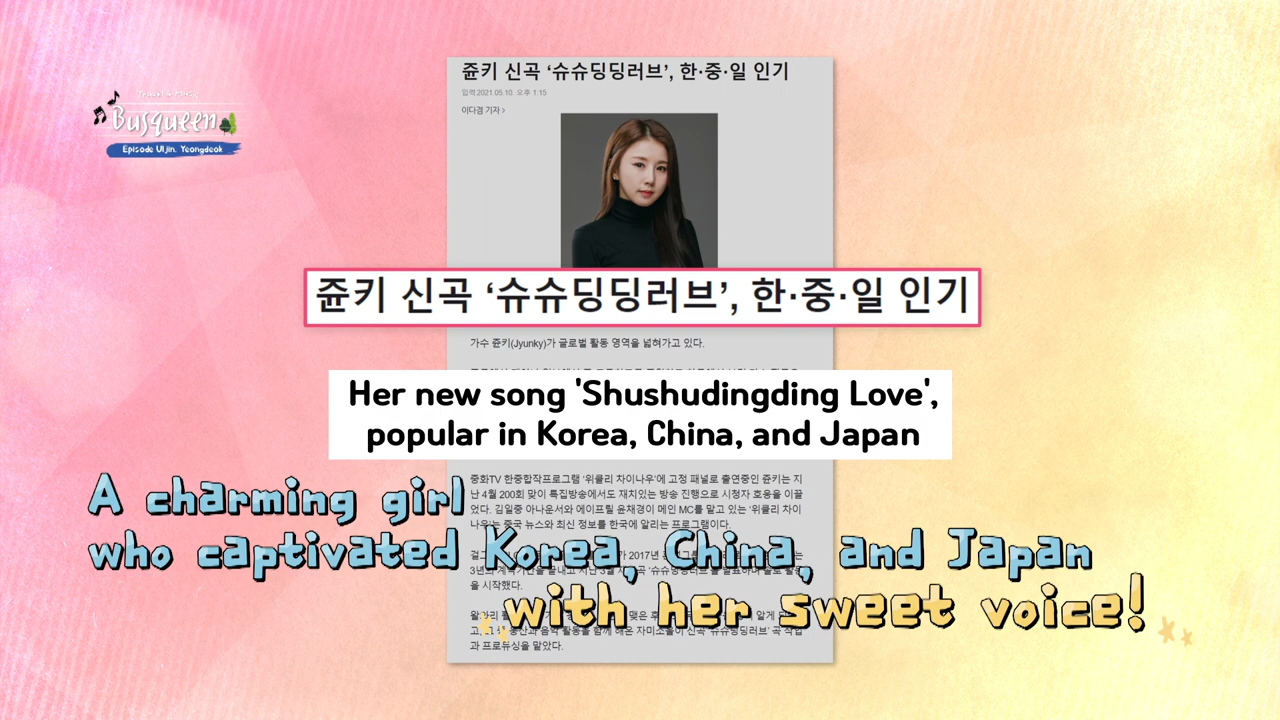 Travel & Music
Busqueen
Episode Uljin. Yeongdeok
쥰키 신곡 ‘슈슈딩딩러브’, 한·중·일 인기
입력 2021.05.10. 오후 1:15
이다겸 기자 >
쥰키 신곡 ‘슈슈딩딩러브’, 한·중·일 인기
가수 쥰키(Jyunky)가 글로벌 활동 영역을 넓혀가고 있다.
Her new song 'Shushudingding Love',
popular in Korea, China, and Japan
중화TV 한중합작프로그램 ‘위클리 차이나우’에 고정 패널로 출연중인 쥰키는 지
난 4월 200회 맞이 특집방송에서도 재치있는 방송 진행으로 시청자 호응을 이끌
었다. 김일중 아나운서와 에이프릴 윤채경이 메인 MC를 맡고 있는 ‘위클리 차이
나우’는 중국 뉴스와 최신 정보를 한국에 알리는 프로그램이다.
A charming girl
who captivated Korea, China, and Japan
을 시작했다.
with her sweet voice!
과 프로듀싱을 맡았다.